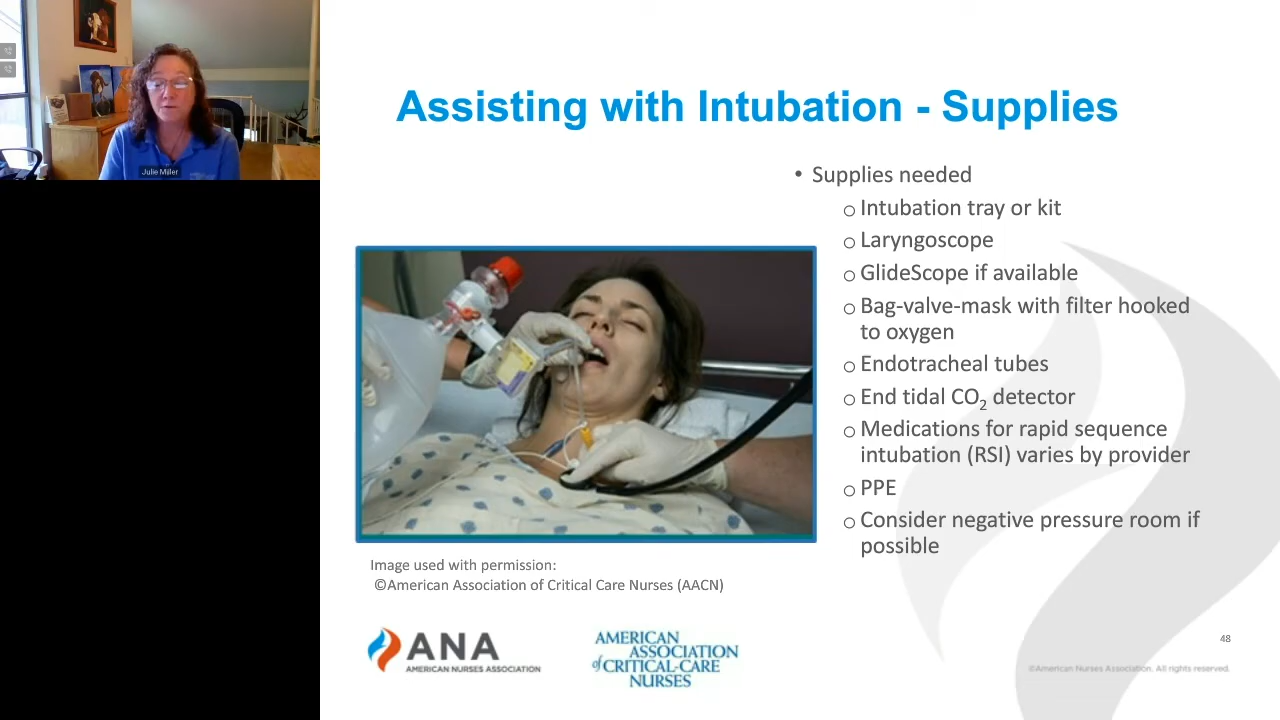 Julie Miller
Assisting with Intubation - Supplies
• Supplies needed
o Intubation tray or kit
o Laryngoscope
o GlideScope if available
o Bag-valve-mask with filter hooked
to oxygen
o Endotracheal tubes
o End tidal CO₂ detector
o Medications for rapid sequence
intubation (RSI) varies by provider
o PPE
o Consider negative pressure room if
possible
Image used with permission:
©American Association of Critical Care Nurses (AACN)
ANA
AMERICAN NURSES ASSOCIATION
AMERICAN
ASSOCIATION
of CRITICAL-CARE
NURSES
48
©American Nurses Association. All rights reserved.